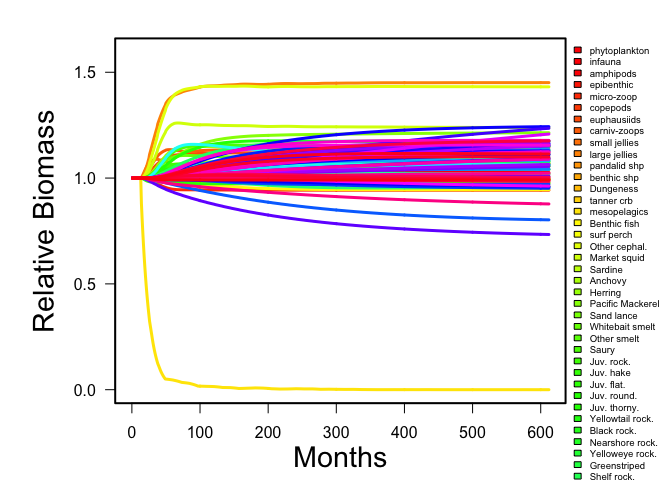 Relative Biomass
1.5
1.0
0.5
0.0
0
100
200
300
400
500
600
Months
phytoplankton
infauna
amphipods
epibenthic
micro-zoop
copepods
euphausiids
carniv-zoops
small jellies
large jellies
pandalid shp
benthic shp
Dungeness
tanner crb
mesopelagics
Benthic fish
surf perch
Other cephal.
Market squid
Sardine
Anchovy
Herring
Pacific Mackerel
Sand lance
Whitebait smelt
Other smelt
Saury
Juv. rock.
Juv. hake
Juv. flat.
Juv. round.
Juv. thorny.
Yellowtail rock.
Black rock.
Nearshore rock.
Yelloweye rock.
Greenstriped
Shelf rock.